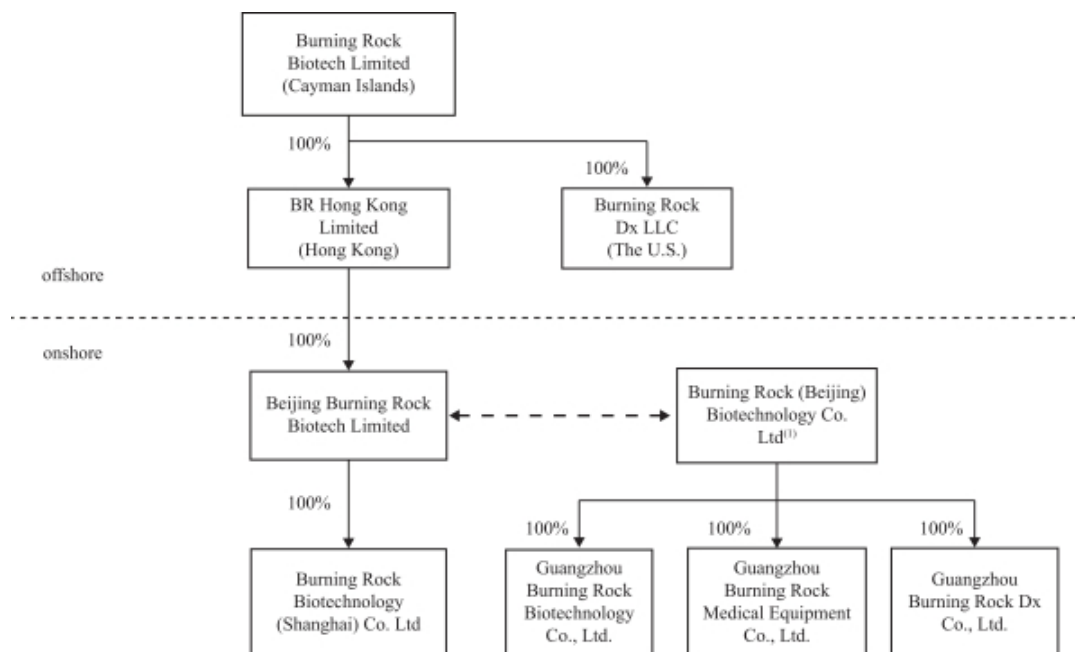 Burning Rock
Biotech Limited
(Cayman Islands)
100%
100%
BR Hong Kong
Limited
(Hong Kong)
Burning Rock
Dx LLC
(The U.S.)
offshore
onshore
100%
Beijing Burning Rock
Biotech Limited
Burning Rock (Beijing)
Biotechnology Co.
Ltd(1)
100%
100%
100%
100%
Burning Rock
Biotechnology
(Shanghai) Co. Ltd
Guangzhou
Burning Rock
Biotechnology
Co., Ltd.
Guangzhou
Burning Rock
Medical Equipment
Co., Ltd.
Guangzhou
Burning Rock Dx
Co., Ltd.